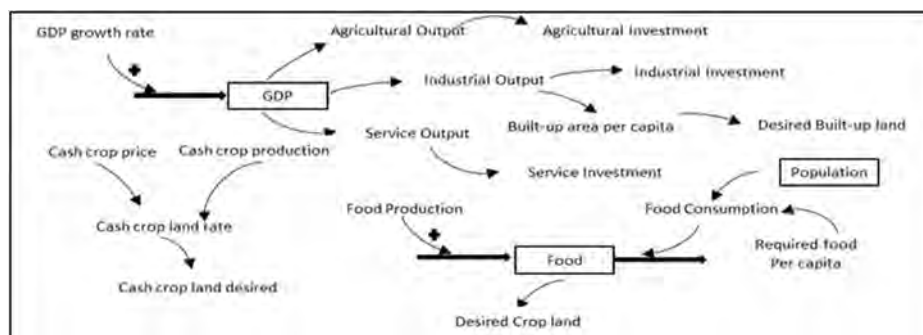 GDP growth rate
Agricultural Output
Agricultural Investment
Industrial Output
Industrial Investment
GDP
Service Output
Built-up area per capita
Desired Built-up land
Cash crop price
Cash crop production
Service Investment
Population
Food Production
Food Consumption
Cash crop land rate
Required food
Per capita
Food
Cash crop land desired
Desired Crop land